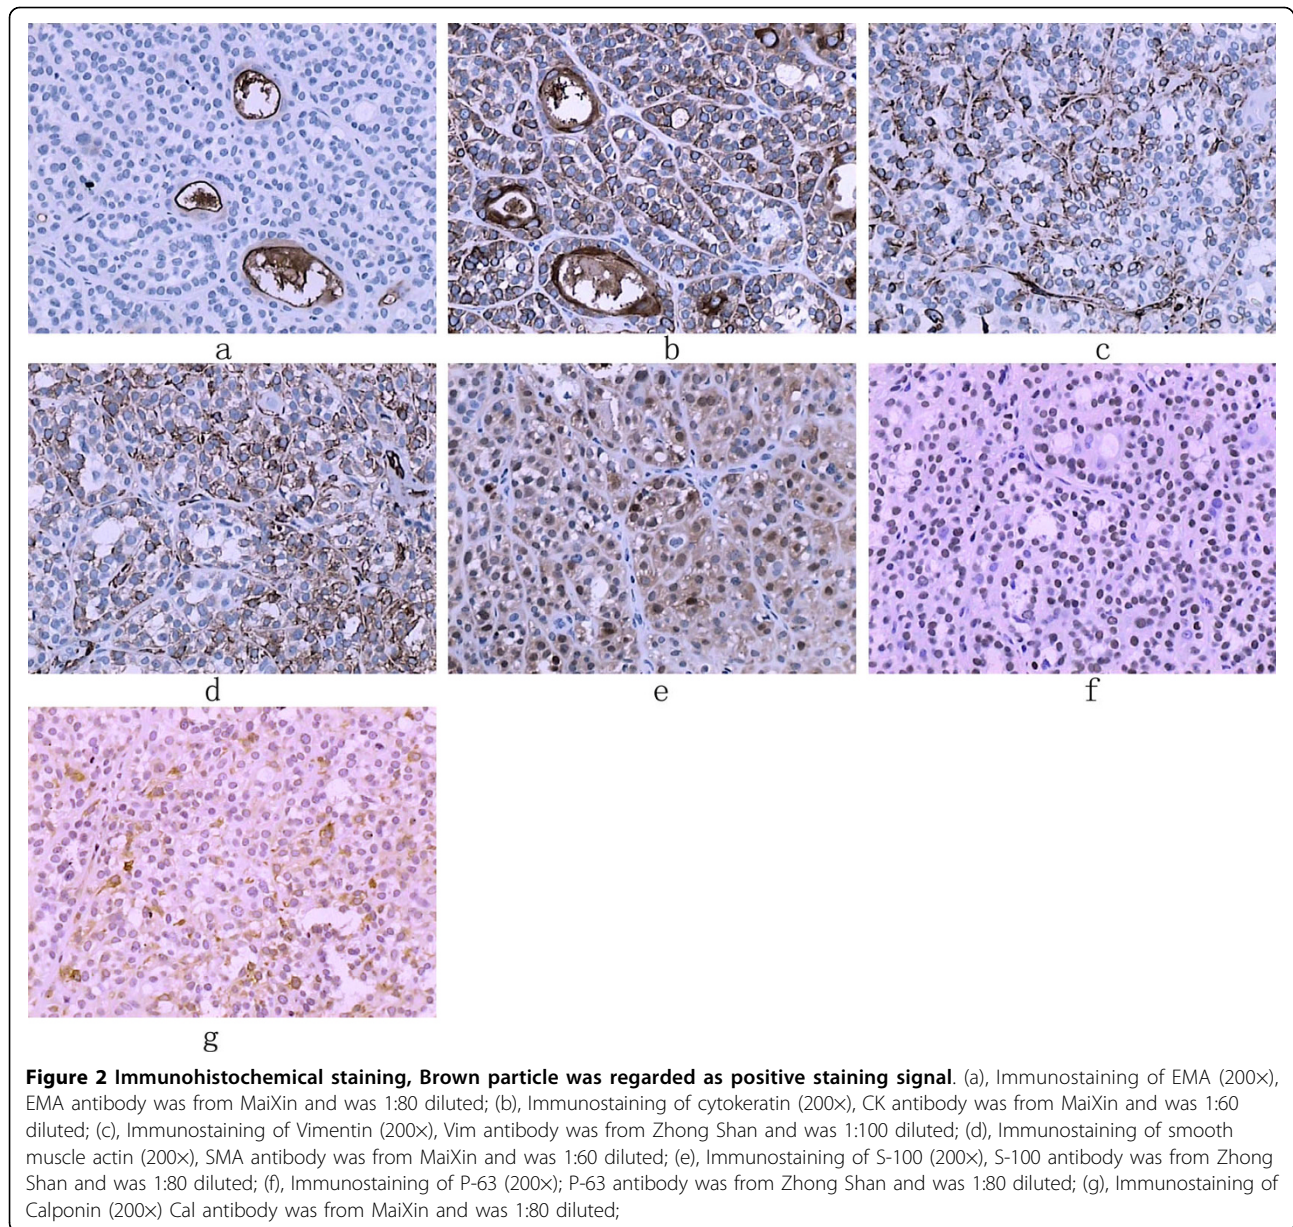 a
b
c
d
e
f
g
Figure 2 Immunohistochemical staining, Brown particle was regarded as positive staining signal. (a), Immunostaining of EMA (200×),
EMA antibody was from MaiXin and was 1:80 diluted; (b), Immunostaining of cytokeratin (200×), CK antibody was from MaiXin and was 1:60
diluted; (c), Immunostaining of Vimentin (200×), Vim antibody was from Zhong Shan and was 1:100 diluted; (d), Immunostaining of smooth
muscle actin (200×), SMA antibody was from MaiXin and was 1:60 diluted; (e), Immunostaining of S-100 (200×), S-100 antibody was from Zhong
Shan and was 1:80 diluted; (f), Immunostaining of P-63 (200×); P-63 antibody was from Zhong Shan and was 1:80 diluted; (g), Immunostaining of
Calponin (200×) Cal antibody was from MaiXin and was 1:80 diluted;